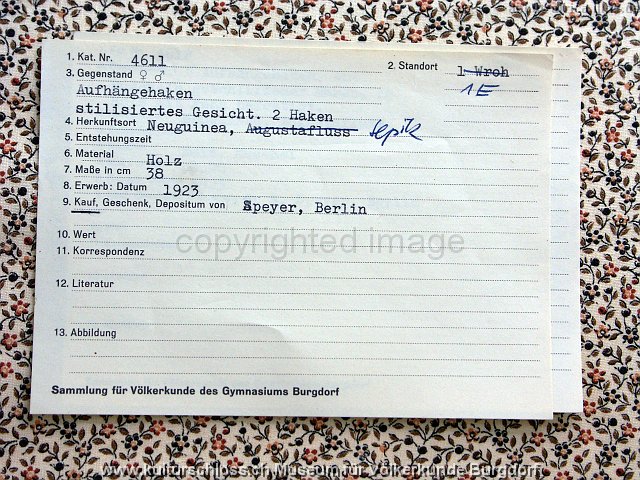 1. Kat. Nr. 4611 2. Standort 1 Wroh
3. Gegenstand ♀ ♂ 1E
Aufhängehaken
stilisiertes Gesicht. 2 Haken
4. Herkunftsort Neuguinea, Augustafluss Sepik
5. Entstehungszeit
6. Material Holz
7. Maße in cm 38
8. Erwerb: Datum 1923
9. Kauf, Geschenk, Depositum von Speyer, Berlin
10. Wert
copyrighted image
11. Korrespondenz
12. Literatur
13. Abbildung
Sammlung für Völkerkunde des Gymnasiums Burgdorf
www.kulturschloss.ch Museum für Völkerkunde Burgdorf